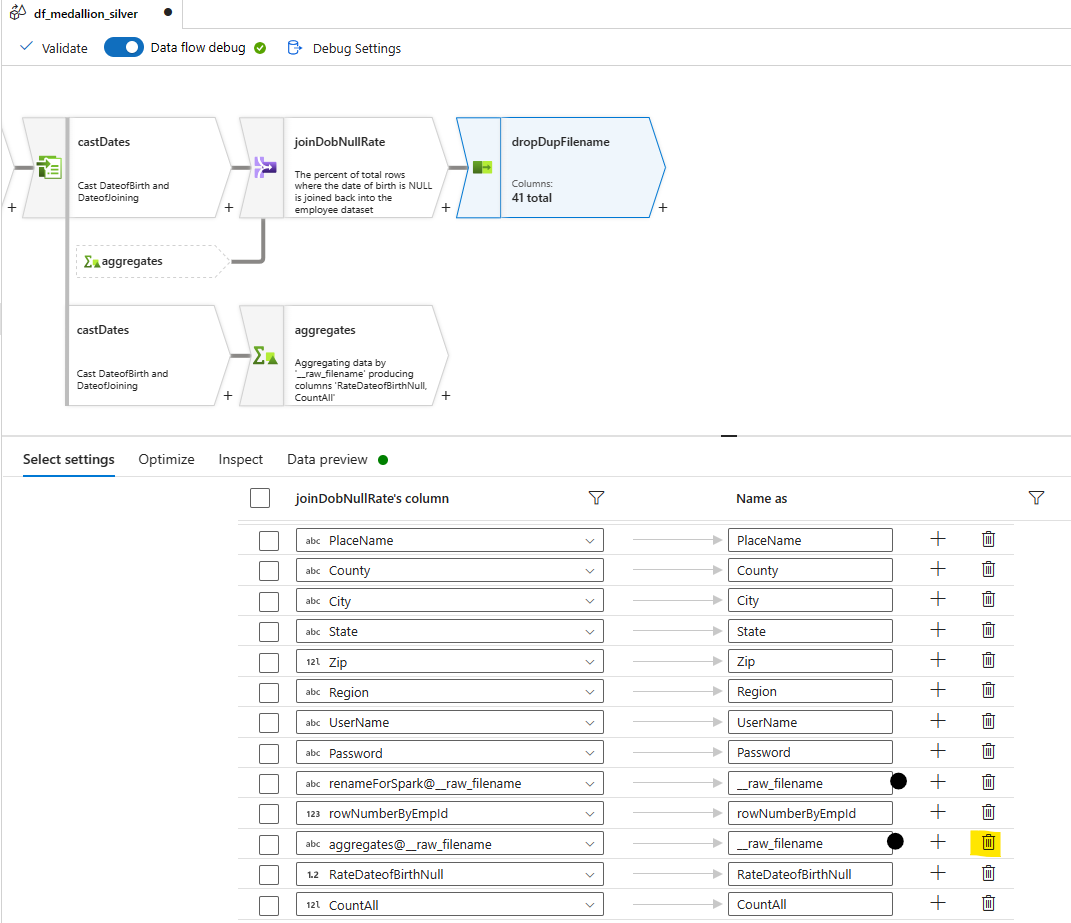 df_medallion_silver
Validate
Data flow debug
Debug Settings
castDates
Cast DateofBirth and
DateofJoining
+
+
joinDobNullRate
The percent of total rows
where the date of birth is NULL
is joined back into the
employee dataset
+
dropDupFilename
Columns:
41 total
+
aggregates
castDates
Cast DateofBirth and
DateofJoining
+
aggregates
Aggregating data by
'__raw_filename' producing
columns 'RateDateofBirthNull,
CountAll'
+
Select settings
Optimize
Inspect
Data preview
joinDobNullRate's column
Name as
abc PlaceName
PlaceName
abc County
County
abc City
City
abc State
State
12l Zip
Zip
abc Region
Region
abc UserName
UserName
abc Password
Password
abc renameForSpark@__raw_filename
__raw_filename
123 rowNumberByEmpId
rowNumberByEmpId
abc aggregates@__raw_filename
__raw_filename
1.2 RateDateofBirthNull
RateDateofBirthNull
12l CountAll
CountAll